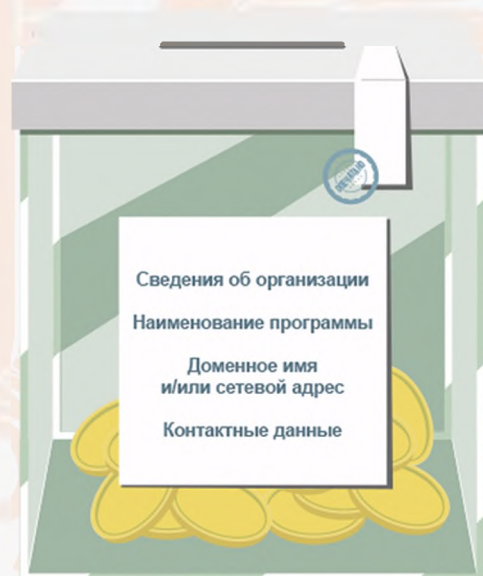 Сведения об организации
Наименование программы
Доменное имя
и/или сетевой адрес
Контактные данные